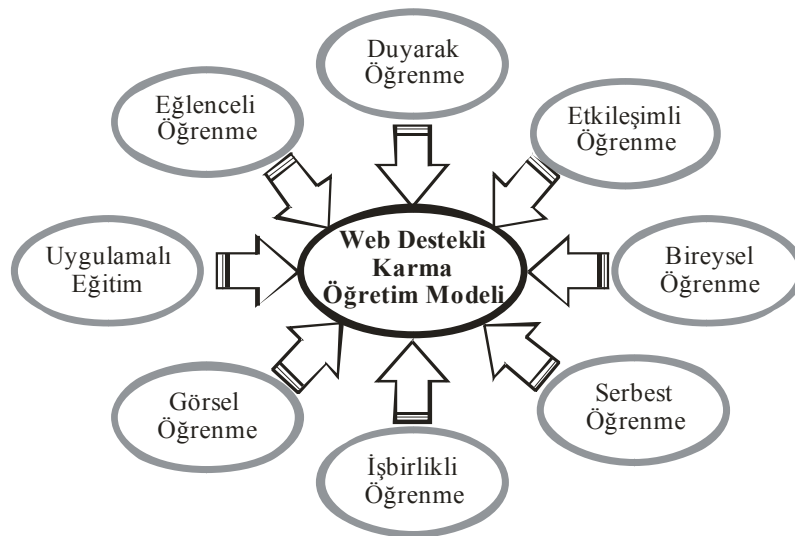 Duyarak
Öğrenme
Eğlenceli
Öğrenme
Etkileşimli
Öğrenme
Uygulamalı
Eğitim
Web Destekli
Karma
Öğretim Modeli
Bireysel
Öğrenme
Görsel
Öğrenme
Serbest
Öğrenme
İşbirlikli
Öğrenme